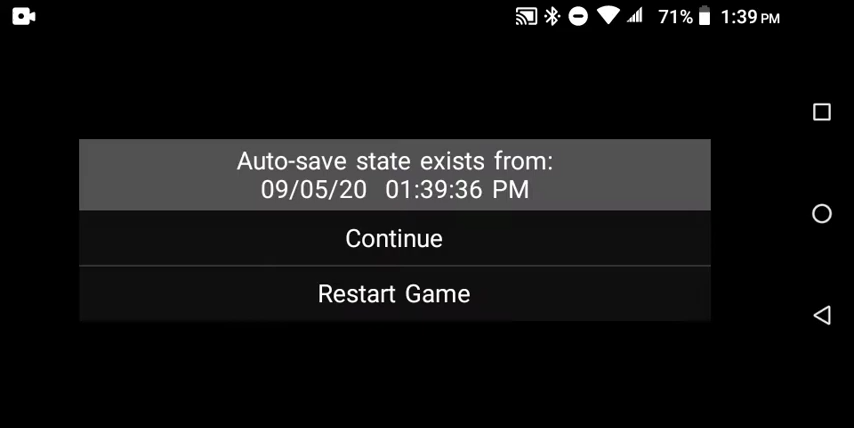 71% 1:39 PM
Auto-save state exists from:
09/05/20 01:39:36 PM
Continue
Restart Game